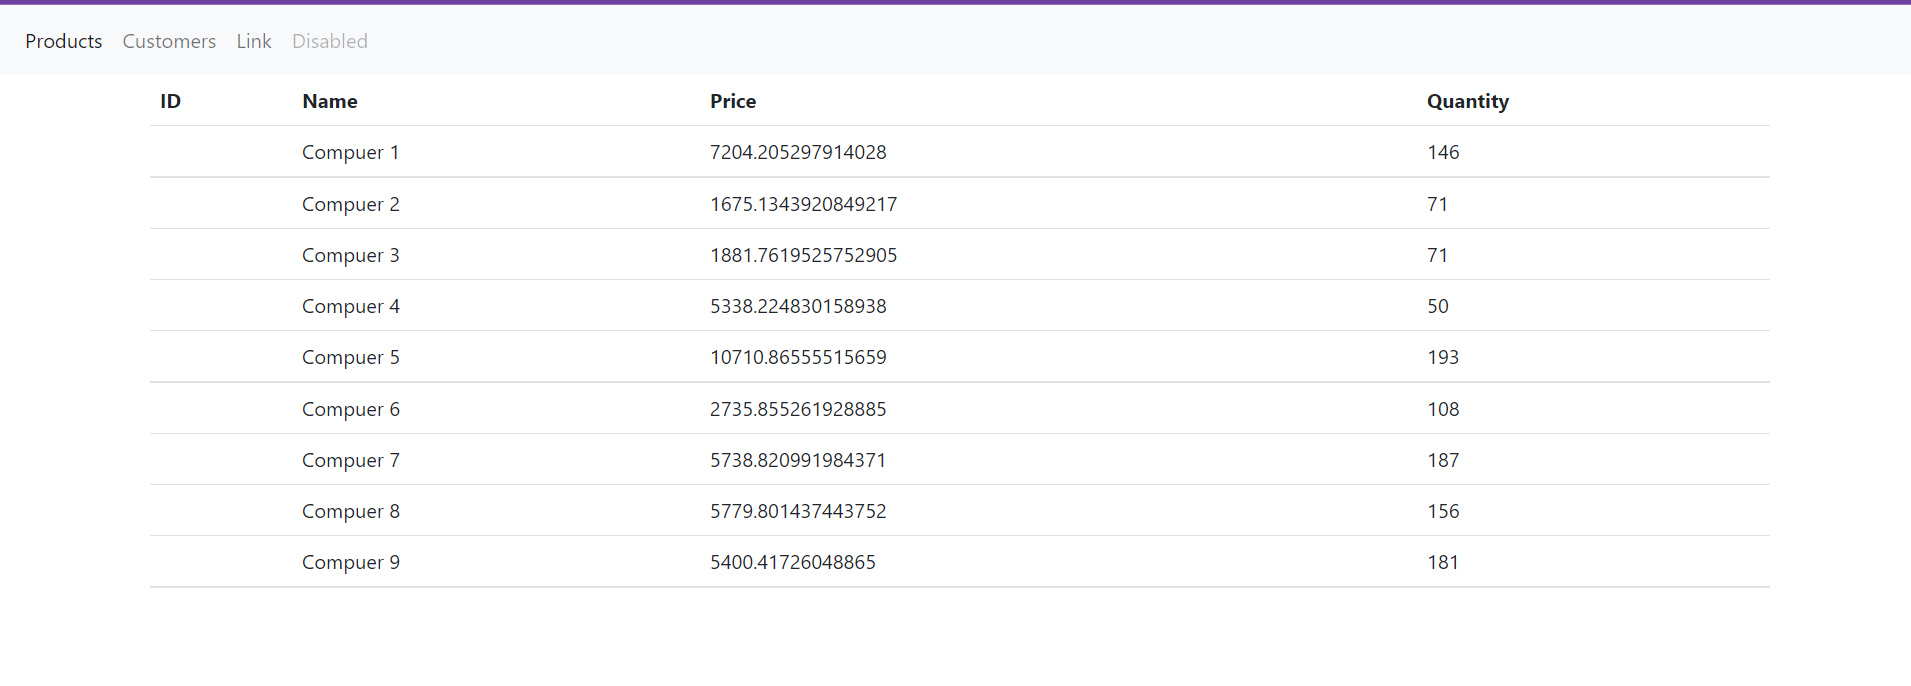 Products Customers Link Disabled
ID Name Price Quantity
Compuer 1 7204.205297914028 146
Compuer 2 1675.1343920849217 71
Compuer 3 1881.7619525752905 71
Compuer 4 5338.224830158938 50
Compuer 5 10710.86555515659 193
Compuer 6 2735.855261928885 108
Compuer 7 5738.820991984371 187
Compuer 8 5779.801437443752 156
Compuer 9 5400.41726048865 181